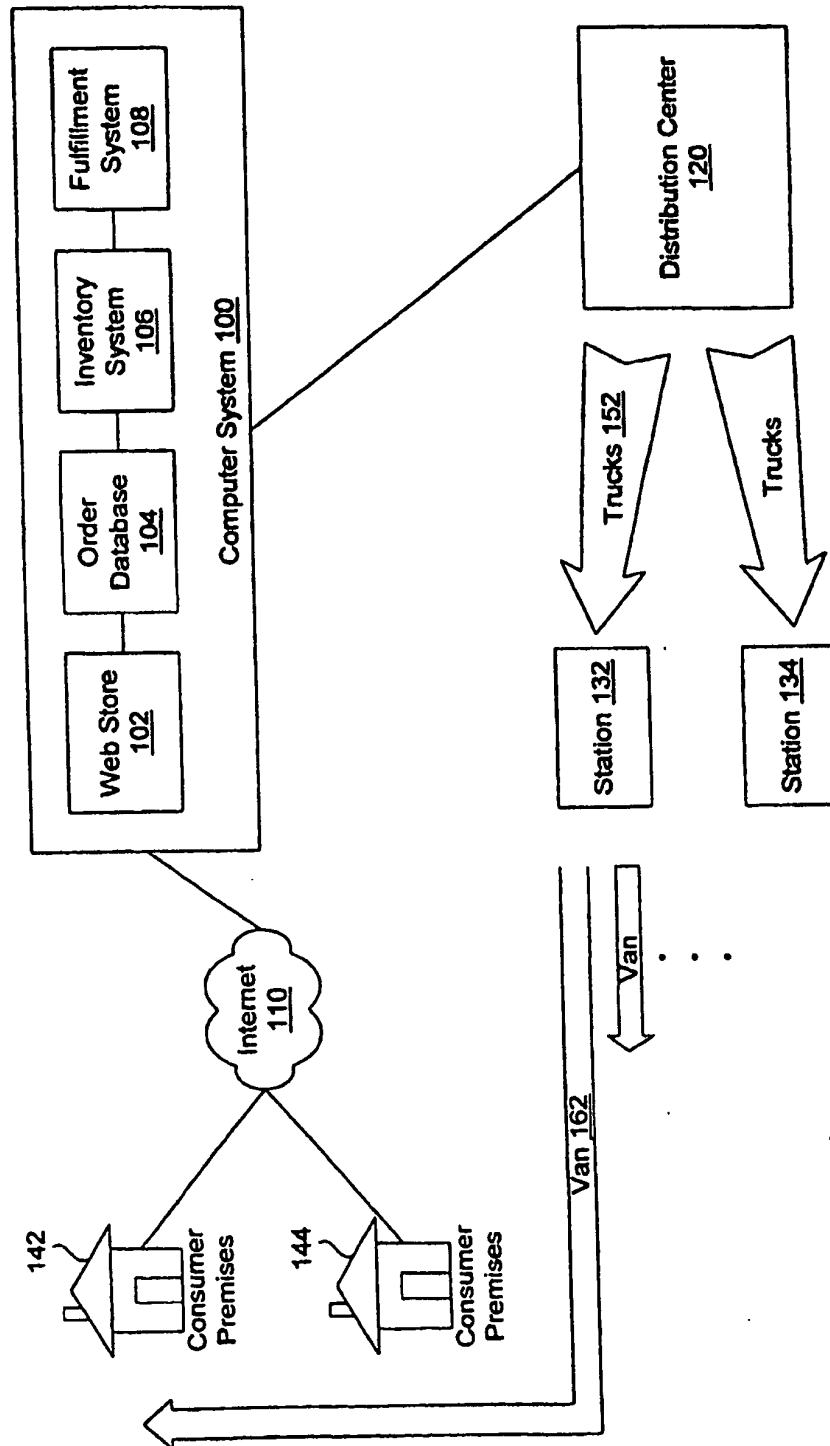 142
Consumer
Premises
144
Consumer
Premises
Internet
110
Web Store
102
Order
Database
104
Inventory
System
106
Fulfillment
System
108
Computer System 100
Van 162
Van
. . .
Station 132
Station 134
Trucks 152
Trucks
Distribution Center
120